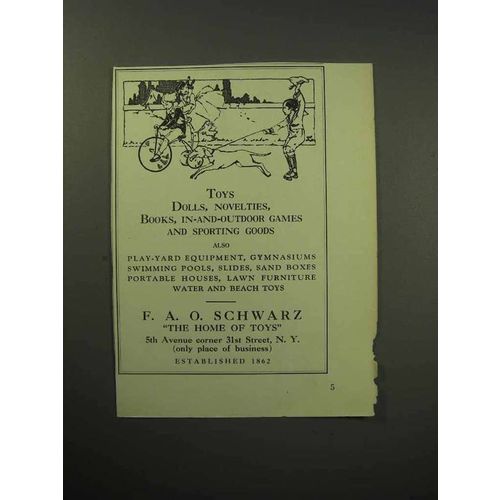 TOYS
DOLLS, NOVELTIES,
BOOKS, IN-AND-OUTDOOR GAMES
AND SPORTING GOODS
ALSO
PLAY-YARD EQUIPMENT, GYMNASIUMS
SWIMMING POOLS, SLIDES, SAND BOXES
PORTABLE HOUSES, LAWN FURNITURE
WATER AND BEACH TOYS
F. A. O. SCHWARZ
"THE HOME OF TOYS"
5th Avenue corner 31st Street, N. Y.
(only place of business)
ESTABLISHED 1862
5